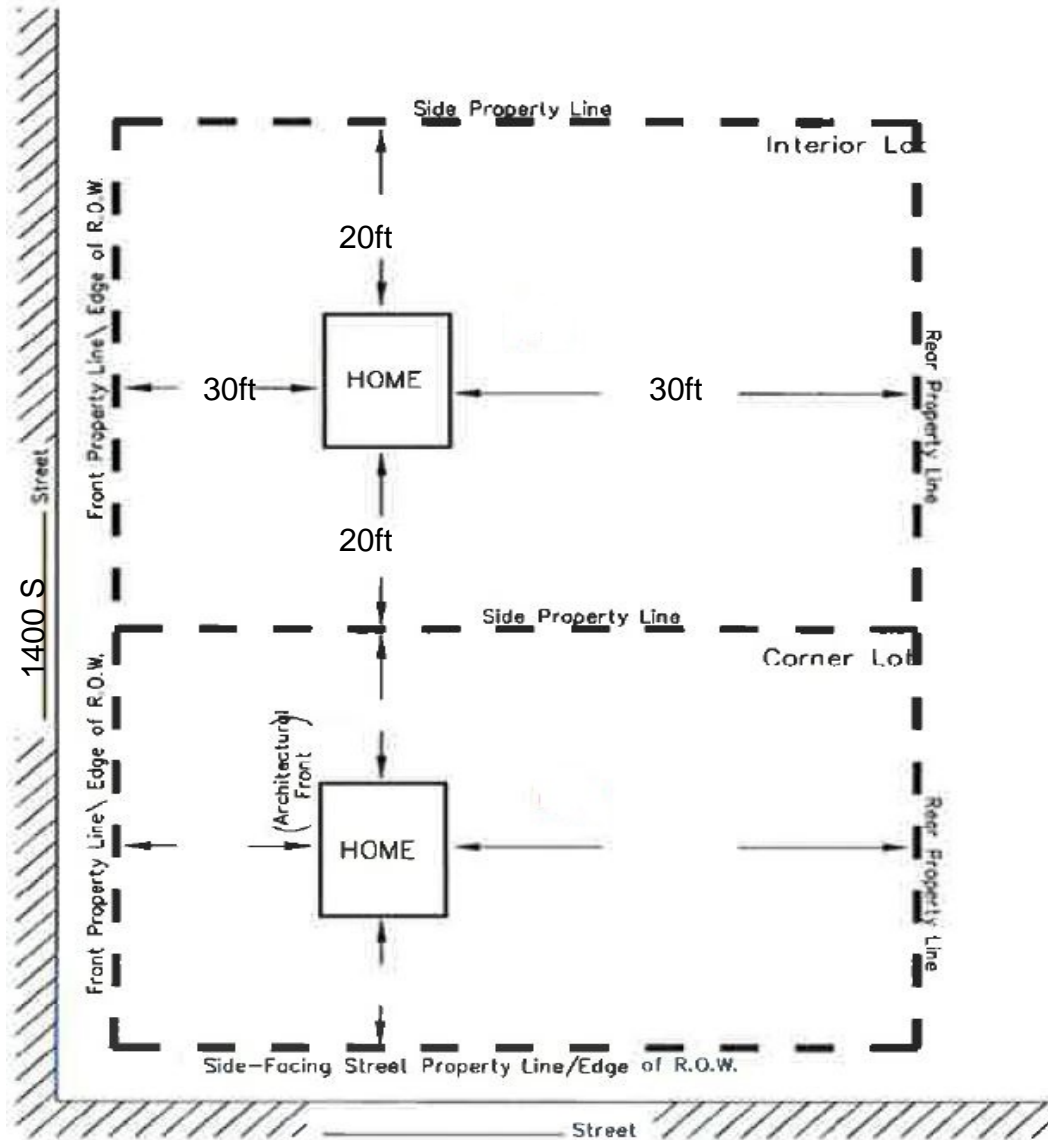 Side Property Line
Interior Lot
Front Property Line\ Edge of R.O.W.
20ft
HOME
30ft
30ft
Rear Property Line
Street
1400 S
20ft
Side Property Line
Corner Lot
Front Property Line\ Edge of R.O.W.
(Architectural
Front )
HOME
Rear Property Line
Side-Facing Street Property Line/Edge of R.O.W.
Street